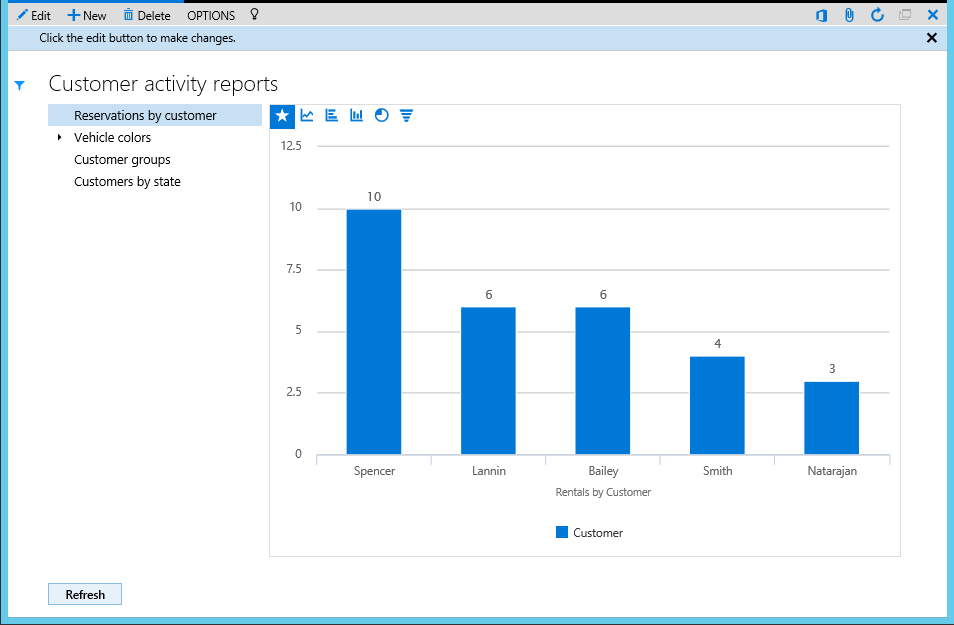 Edit New Delete OPTIONS
Click the edit button to make changes.
Customer activity reports
Reservations by customer
Vehicle colors
Customer groups
Customers by state
12.5
10
7.5
5
2.5
0
10
6
6
4
3
Spencer Lannin Bailey Smith Natarajan
Rentals by Customer
Customer
Refresh